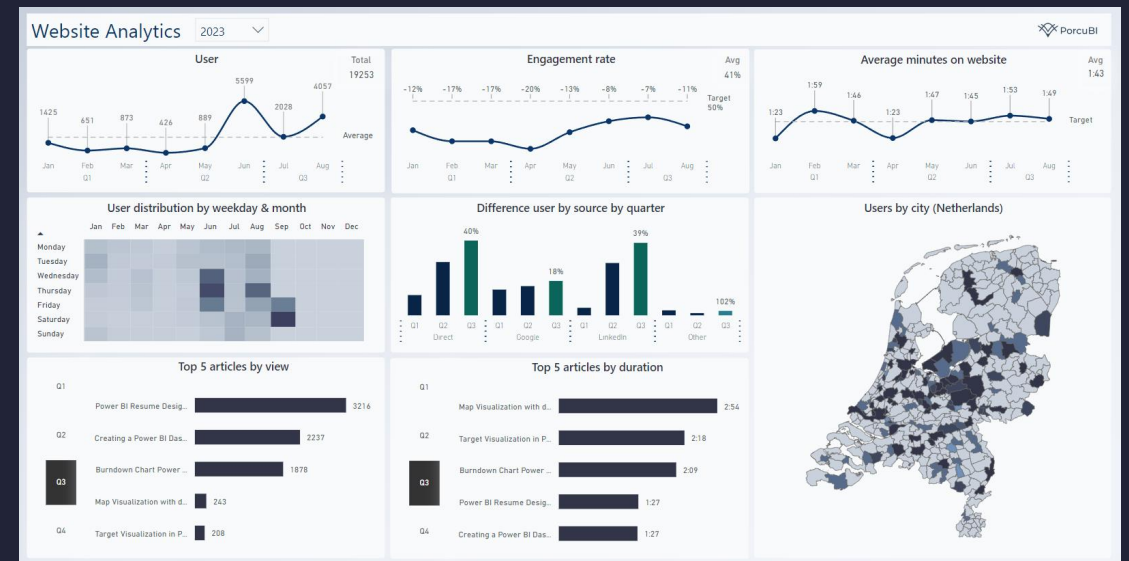 Website Analytics
2023
PorcuBI
User
Total
19253
1425
651
873
426
889
5599
2028
4057
Average
Jan Feb Mar Apr May Jun Jul Aug
Q1 Q2 Q3
Engagement rate
Avg
41%
-12% -17% -17% -20% -13% -8% -7% -11%
Target
50%
Jan Feb Mar Apr May Jun Jul Aug
Q1 Q2 Q3
Average minutes on website
Avg
1:43
1:23
1:59
1:46
1:23
1:47
1:45
1:53
1:49
Target
Jan Feb Mar Apr May Jun Jul Aug
Q1 Q2 Q3
User distribution by weekday & month
Jan Feb Mar Apr May Jun Jul Aug Sep Oct Nov Dec
Monday
Tuesday
Wednesday
Thursday
Friday
Saturday
Sunday
Difference user by source by quarter
40%
18%
39%
102%
Q1 Q2 Q3 Q1 Q2 Q3 Q1 Q2 Q3 Q1 Q2 Q3
Direct Google LinkedIn Other
Users by city (Netherlands)
Top 5 articles by view
Q1
Q2
Q3
Q4
Power BI Resume Desig... 3216
Creating a Power BI Das... 2237
Burndown Chart Power ... 1878
Map Visualization with d... 243
Target Visualization in P... 208
Top 5 articles by duration
Q1
Q2
Q3
Q4
Map Visualization with d... 2:54
Target Visualization in P... 2:18
Burndown Chart Power ... 2:09
Power BI Resume Desig... 1:27
Creating a Power BI Das... 1:27